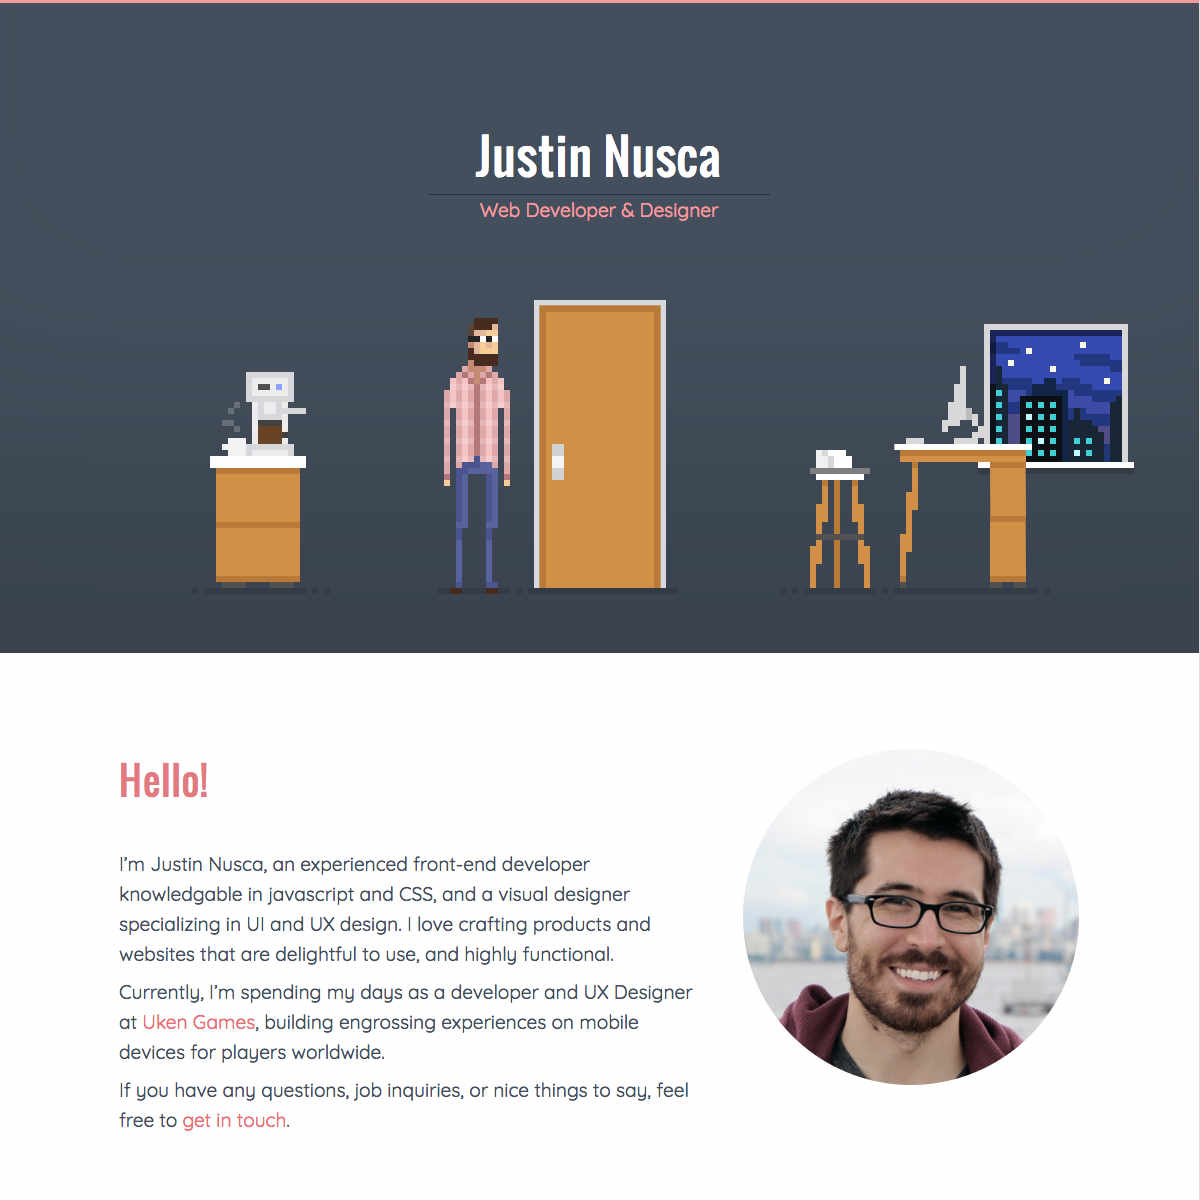 Justin Nusca
Web Developer & Designer
Hello!
I'm Justin Nusca, an experienced front-end developer
knowledgable in javascript and CSS, and a visual designer
specializing in UI and UX design. I love crafting products and
websites that are delightful to use, and highly functional.
Currently, I'm spending my days as a developer and UX Designer
at Uken Games, building engrossing experiences on mobile
devices for players worldwide.
If you have any questions, job inquiries, or nice things to say, feel
free to get in touch.